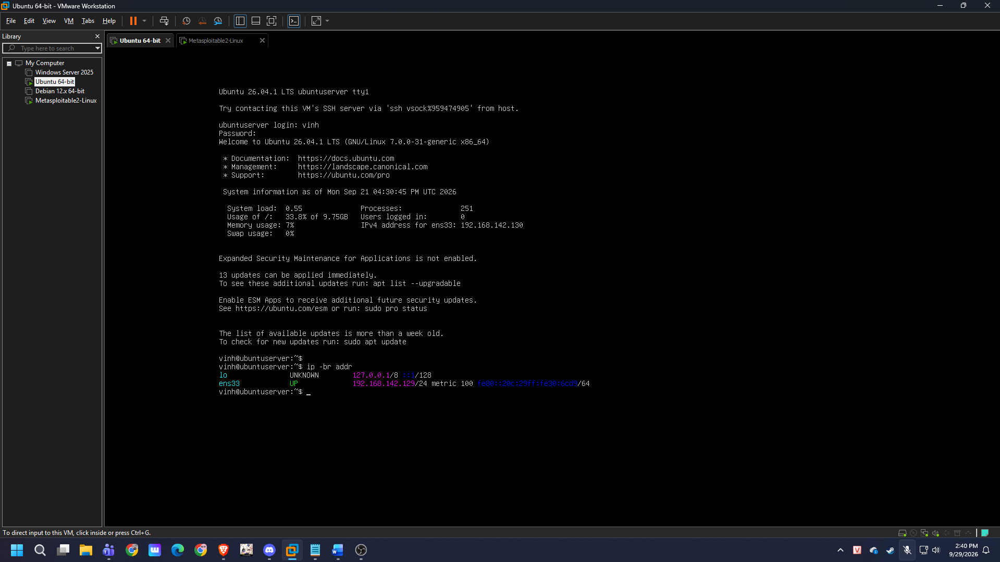 Ubuntu 64-bit - VMware Workstation
File Edit View VM Tabs Help
Library
Type here to search
My Computer
Windows Server 2025
Ubuntu 64-bit
Debian 12.x 64-bit
Metasploitable2-Linux
Ubuntu 64-bit
Metasploitable2-Linux
Ubuntu 26.04.1 LTS ubuntuserver tty1
Try contacting this VM's SSH server via 'ssh vsock%959474905' from host.
ubuntuserver login: vinh
Password:
Welcome to Ubuntu 26.04.1 LTS (GNU/Linux 7.0.0-31-generic x86_64)
* Documentation: https://docs.ubuntu.com
* Management: https://landscape.canonical.com
* Support: https://ubuntu.com/pro
System information as of Mon Sep 21 04:30:45 PM UTC 2026
System load: 0.55 Processes: 251
Usage of /: 33.8% of 9.75GB Users logged in: 0
Memory usage: 7% IPv4 address for ens33: 192.168.142.130
Swap usage: 0%
Expanded Security Maintenance for Applications is not enabled.
13 updates can be applied immediately.
To see these additional updates run: apt list --upgradable
Enable ESM Apps to receive additional future security updates.
See https://ubuntu.com/esm or run: sudo pro status
The list of available updates is more than a week old.
To check for new updates run: sudo apt update
vinh@ubuntuserver:~$
vinh@ubuntuserver:~$ ip -br addr
lo UNKNOWN 127.0.0.1/8 ::1/128
ens33 UP 192.168.142.129/24 metric 100 /64
vinh@ubuntuserver:~$ _
To direct input to this VM, click inside or press Ctrl+G.
2:40 PM
9/29/2026